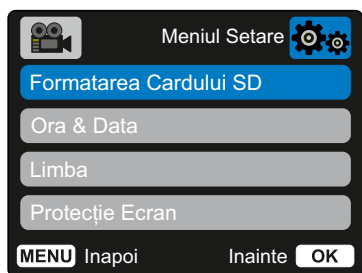 Meniul Setare
Formatarea Cardului SD
Ora & Data
Limba
Protecție Ecran
MENU Inapoi Inainte OK